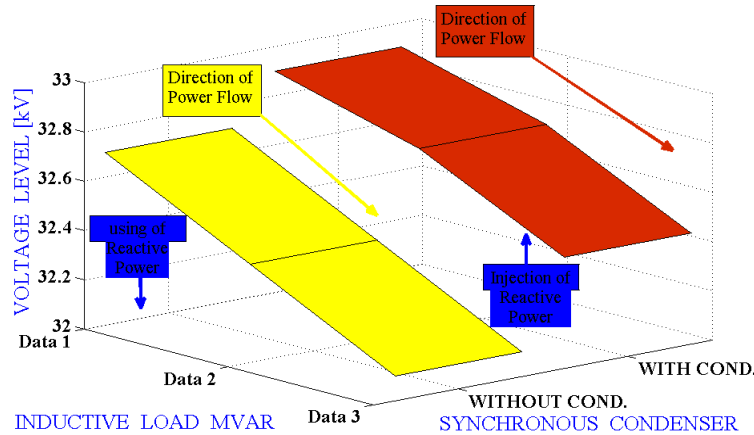 Direction of
Power Flow
Direction of
Power Flow
VOLTAGE LEVEL [kV]
33
32.8
32.6
32.4
32.2
32
using of
Reactive
Power
Injection of
Reactive
Power
Data 1
Data 2
Data 3
WITH COND.
WITHOUT COND.
INDUCTIVE LOAD MVAR
SYNCHRONOUS CONDENSER